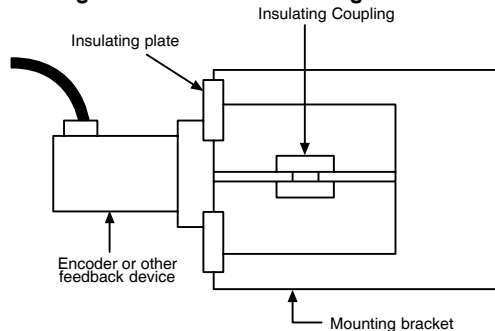 Insulating Coupling
Insulating plate
Encoder or other
feedback device
Mounting bracket